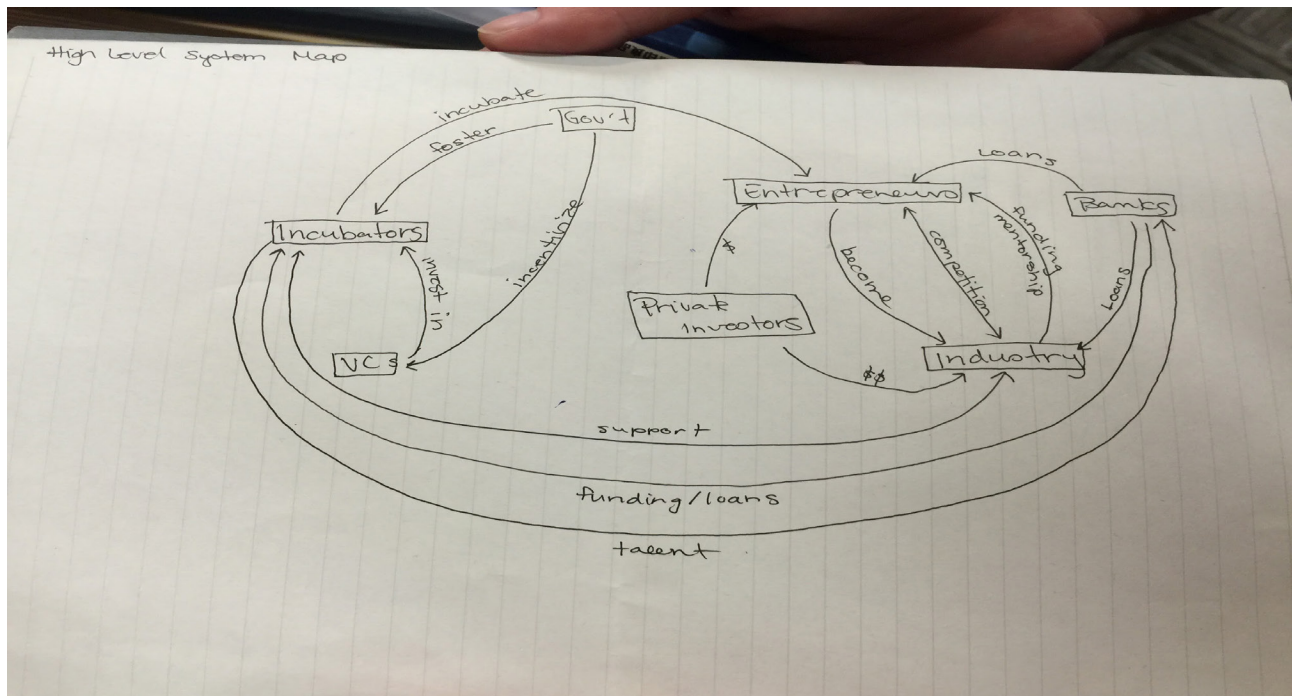 High Level System Map
incubate
Gov't
foster
Loans
Entrepreneurs
Banks
Incubators
incentivize
invest in
$
become
competition
funding
mentorship
Loans
Private
Investors
VCs
Industry
$$
support
funding/loans
talent